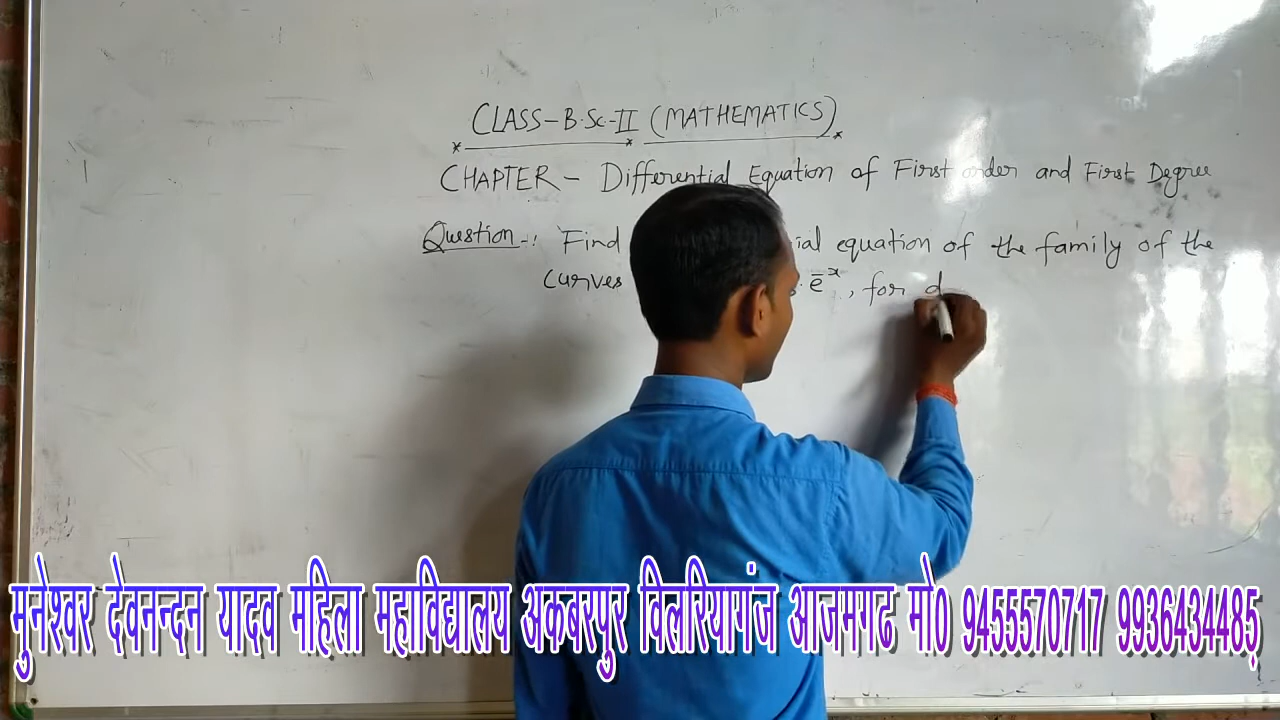 CLASS-B.Sc.-II (MATHEMATICS)
CHAPTER - Differential Equation of First order and First Degree
Question -: Find ial equation of the family of the
Curves e^-x, for d
मुनेश्वर देवनन्दन यादव महिला महाविद्यालय अकबरपुर विलरियागंज आजमगढ मो0 9455570717 9936434485